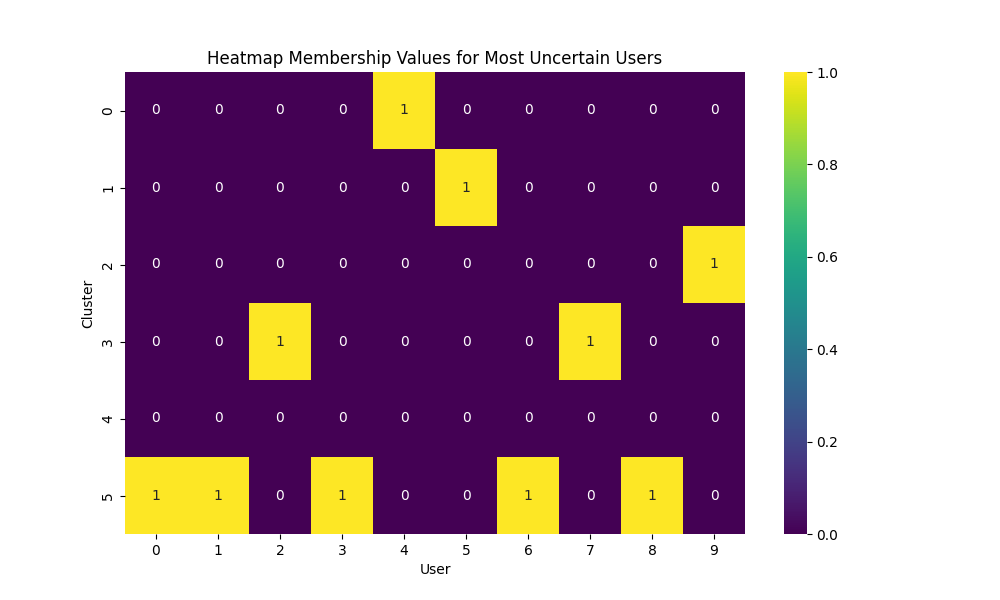 Heatmap Membership Values for Most Uncertain Users
Cluster
0 0 0 0 0 1 0 0 0 0 0
1 0 0 0 0 0 1 0 0 0 0
2 0 0 0 0 0 0 0 0 0 1
3 0 0 1 0 0 0 0 1 0 0
4 0 0 0 0 0 0 0 0 0 0
5 1 1 0 1 0 0 1 0 1 0
0 1 2 3 4 5 6 7 8 9
User
1.0
0.8
0.6
0.4
0.2
0.0